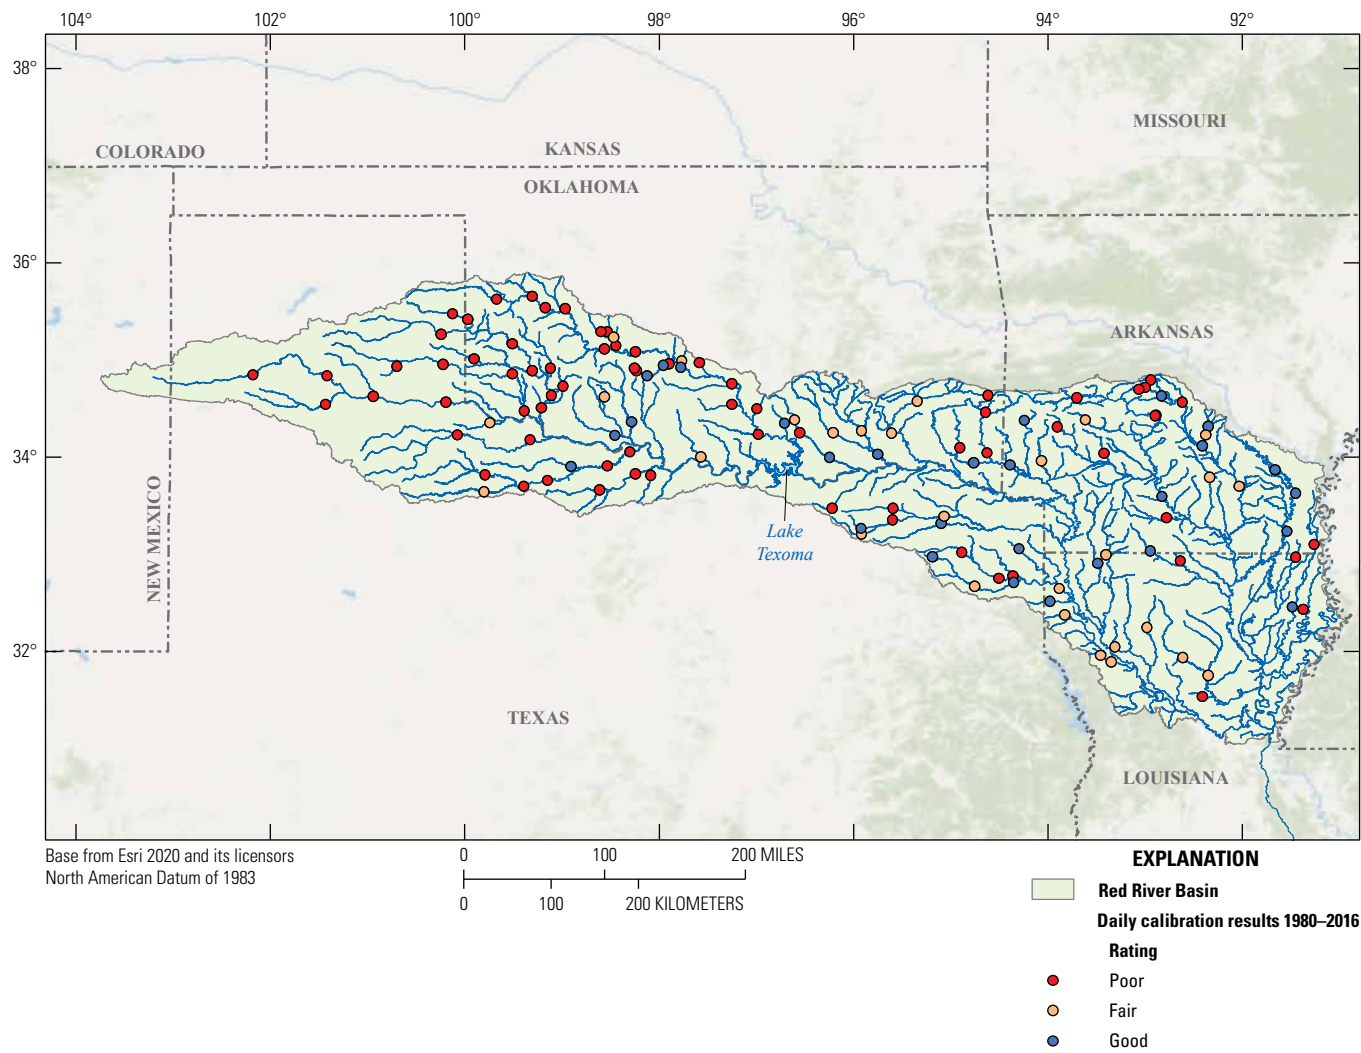 104° 102° 100° 98° 96° 94° 92°
38°
MISSOURI
COLORADO
KANSAS
OKLAHOMA
36°
ARKANSAS
34°
NEW MEXICO
Lake
Texoma
32°
TEXAS
LOUISIANA
Base from Esri 2020 and its licensors
North American Datum of 1983
0 100 200 MILES
0 100 200 KILOMETERS
EXPLANATION
Red River Basin
Daily calibration results 1980–2016
Rating
Poor
Fair
Good